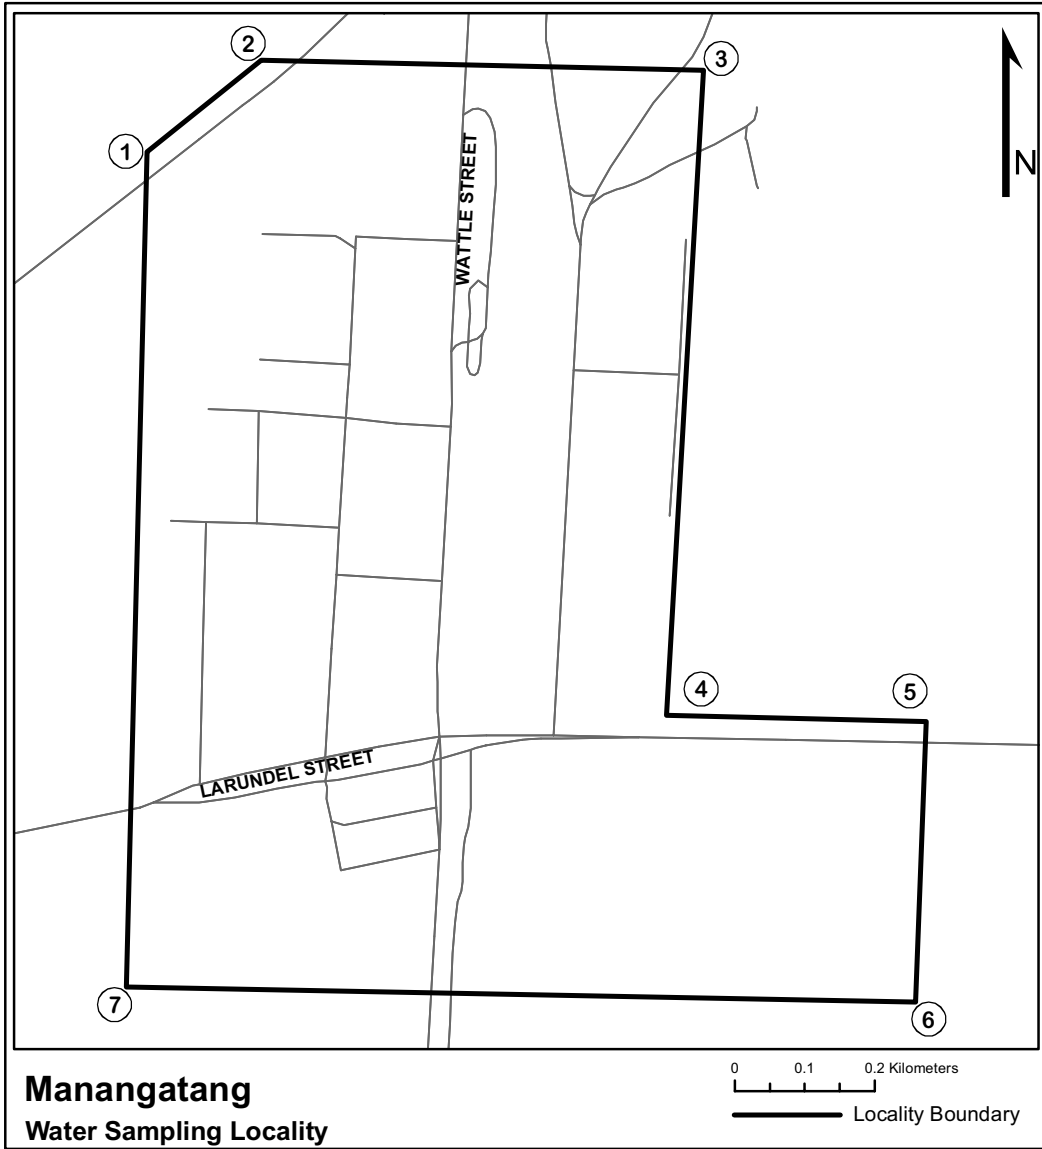 2
3
1
N
WATTLE STREET
4
5
LARUNDEL STREET
7
6
Manangatang
Water Sampling Locality
0 0.1 0.2 Kilometers
Locality Boundary